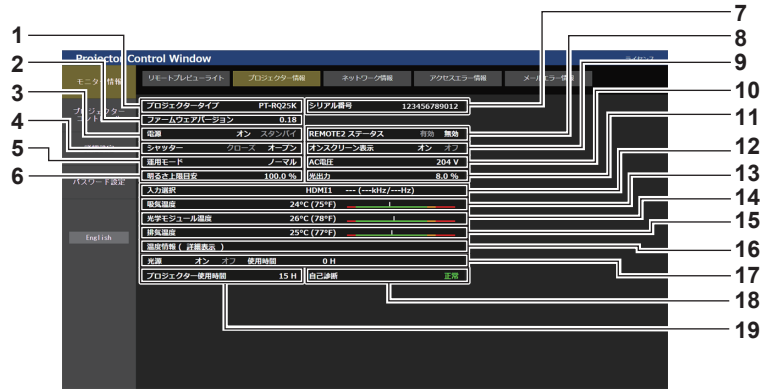 1
2
3
4
5
6
7
8
9
10
11
12
13
14
15
16
17
18
19
Projector Control Window
ライセンス
モニター情報
リモートプレビューライト
プロジェクター情報
ネットワーク情報
アクセスエラー情報
メールエラー情報
プロジェクター
コントロール
パスワード設定
English
プロジェクタータイプ PT-RQ25K
シリアル番号 123456789012
ファームウェアバージョン 0.18
電源 オン スタンバイ
REMOTE2 ステータス 有効 無効
シャッター クローズ オープン
オンスクリーン表示 オン オフ
運用モード ノーマル
AC電圧 204 V
明るさ上限目安 100.0 %
光出力 8.0 %
入力選択 HDMI1 --- (---kHz/---Hz)
吸気温度 24°C (75°F)
光学モジュール温度 26°C (78°F)
排気温度 25°C (77°F)
温度情報 ( 詳細表示 )
光源 オン オフ 使用時間 0 H
プロジェクター使用時間 15 H
自己診断 正常